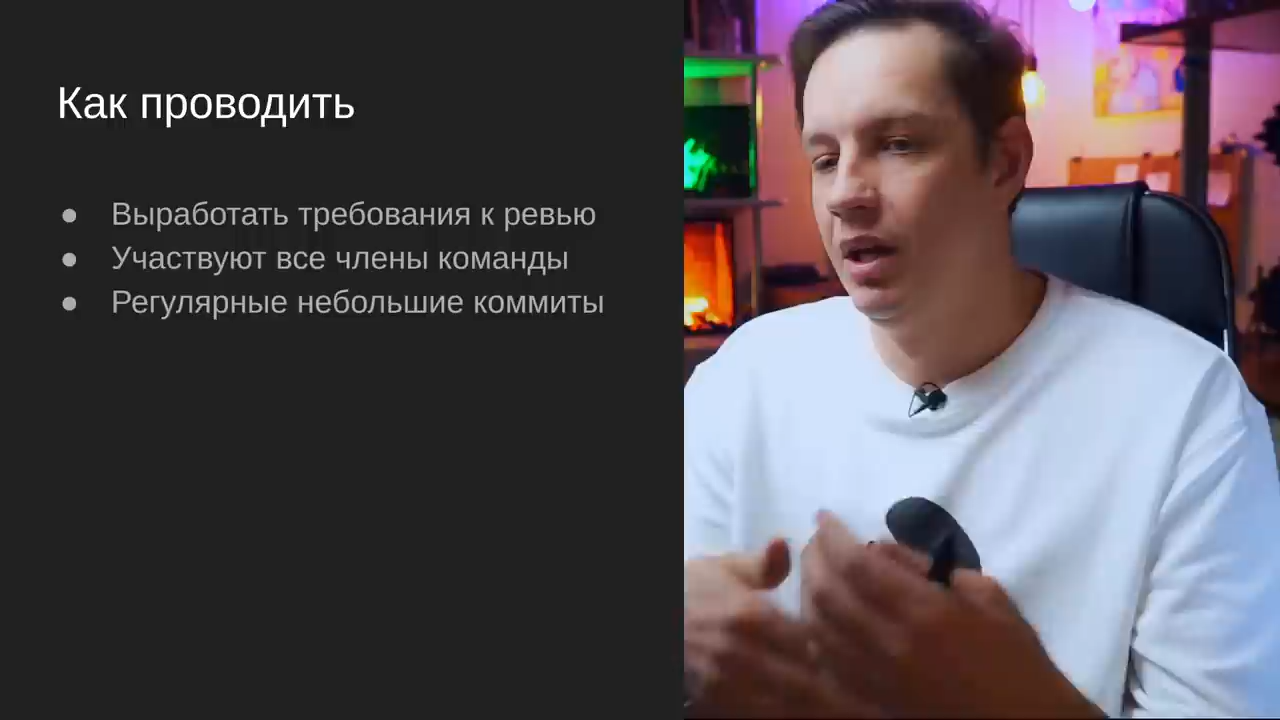 Как проводить
● Выработать требования к ревью
● Участвуют все члены команды
● Регулярные небольшие коммиты